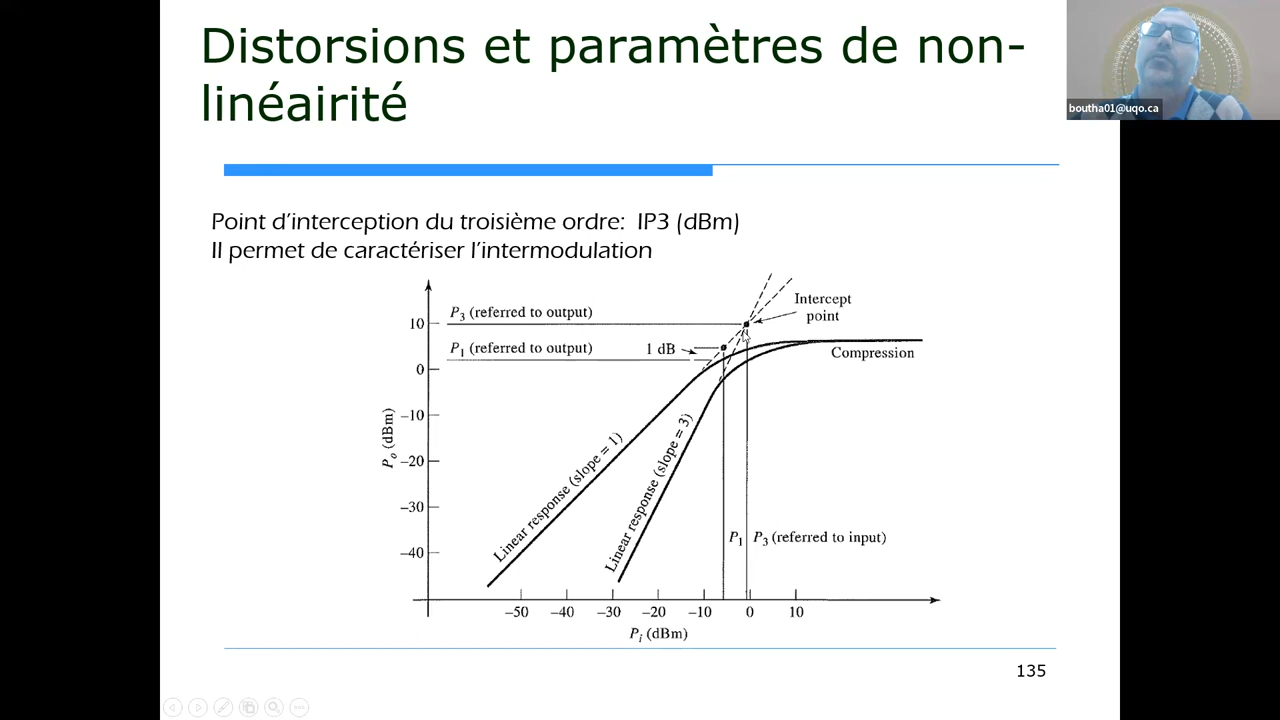 Distorsions et paramètres de non-
linéairité
boutha01@uqo.ca
Point d'interception du troisième ordre:  IP3 (dBm)
Il permet de caractériser l'intermodulation
P3 (referred to output)
Intercept
point
10
P1 (referred to output)
1 dB
Compression
0
-10
-20
-30
-40
Po (dBm)
Linear response (slope = 1)
Linear response (slope = 3)
P1
P3 (referred to input)
-50 -40 -30 -20 -10 0 10
Pi (dBm)
135